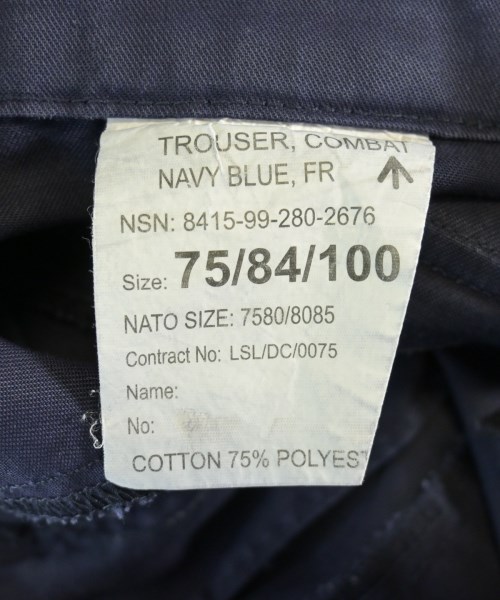 TROUSER, COMBAT
NAVY BLUE, FR
NSN: 8415-99-280-2676
Size: 75/84/100
NATO SIZE: 7580/8085
Contract No: LSL/DC/0075
Name:
No:
COTTON 75% POLYEST